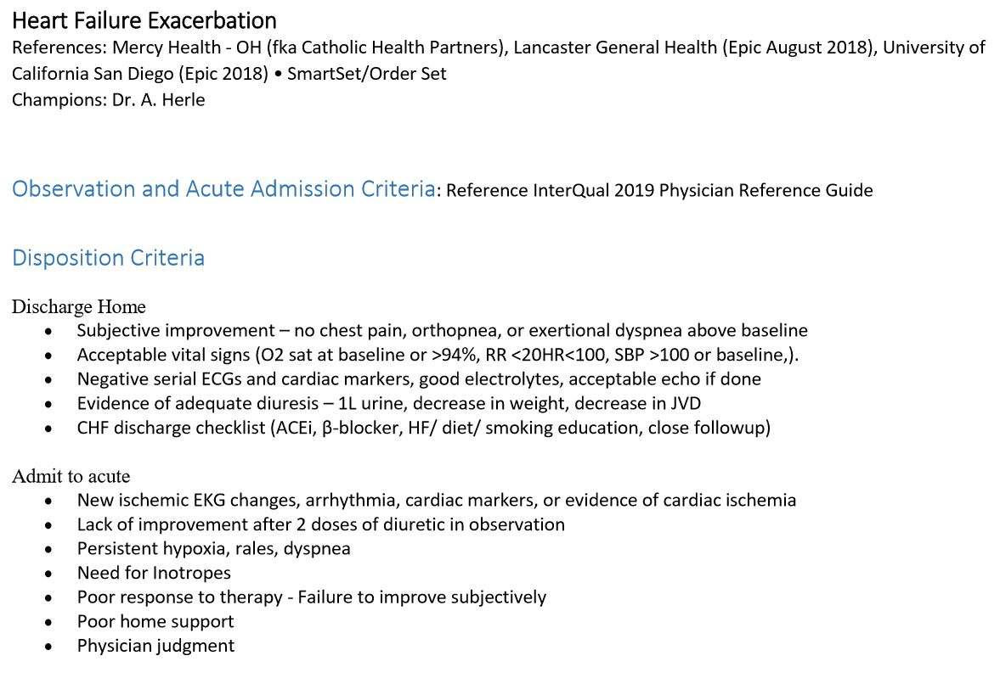 Heart Failure Exacerbation
References: Mercy Health - OH (fka Catholic Health Partners), Lancaster General Health (Epic August 2018), University of
California San Diego (Epic 2018) • SmartSet/Order Set
Champions: Dr. A. Herle
Observation and Acute Admission Criteria: Reference InterQual 2019 Physician Reference Guide
Disposition Criteria
Discharge Home
• Subjective improvement – no chest pain, orthopnea, or exertional dyspnea above baseline
• Acceptable vital signs (O2 sat at baseline or >94%, RR <20HR<100, SBP >100 or baseline,).
• Negative serial ECGs and cardiac markers, good electrolytes, acceptable echo if done
• Evidence of adequate diuresis – 1L urine, decrease in weight, decrease in JVD
• CHF discharge checklist (ACEi, β-blocker, HF/ diet/ smoking education, close followup)
Admit to acute
• New ischemic EKG changes, arrhythmia, cardiac markers, or evidence of cardiac ischemia
• Lack of improvement after 2 doses of diuretic in observation
• Persistent hypoxia, rales, dyspnea
• Need for Inotropes
• Poor response to therapy - Failure to improve subjectively
• Poor home support
• Physician judgment